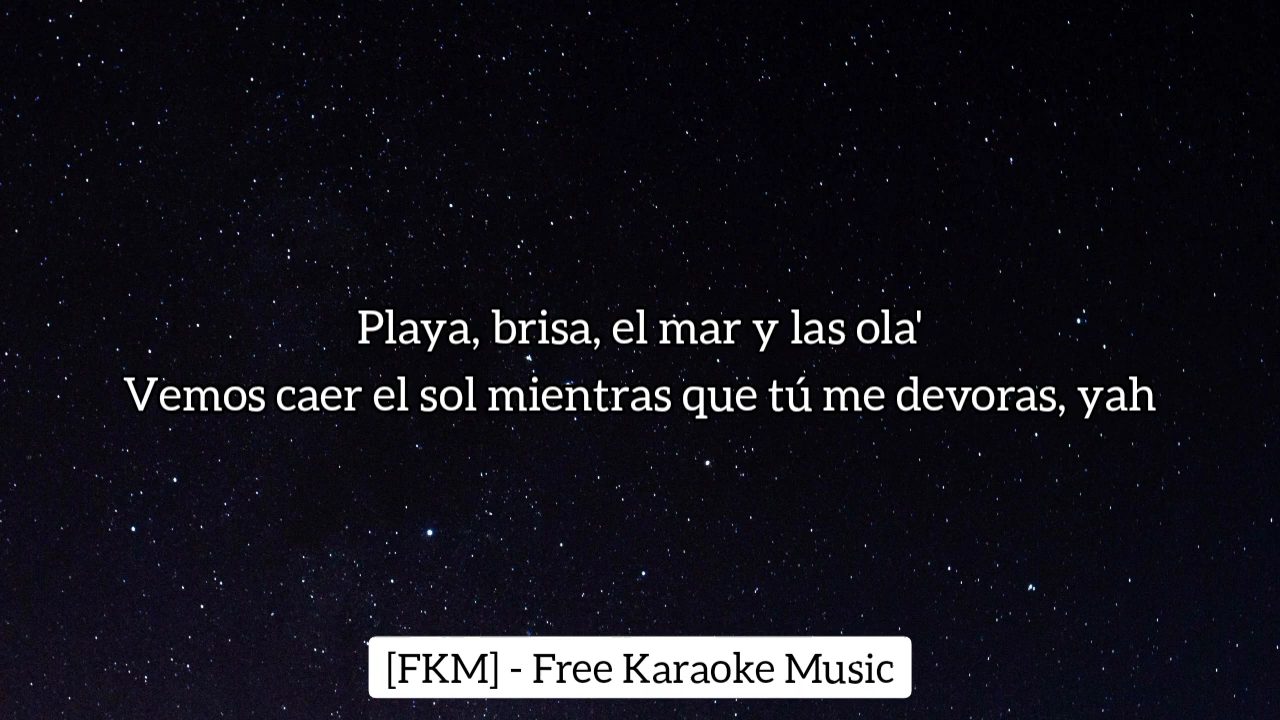 Playa, brisa, el mar y las ola'
Vemos caer el sol mientras que tú me devoras, yah
[FKM] - Free Karaoke Music